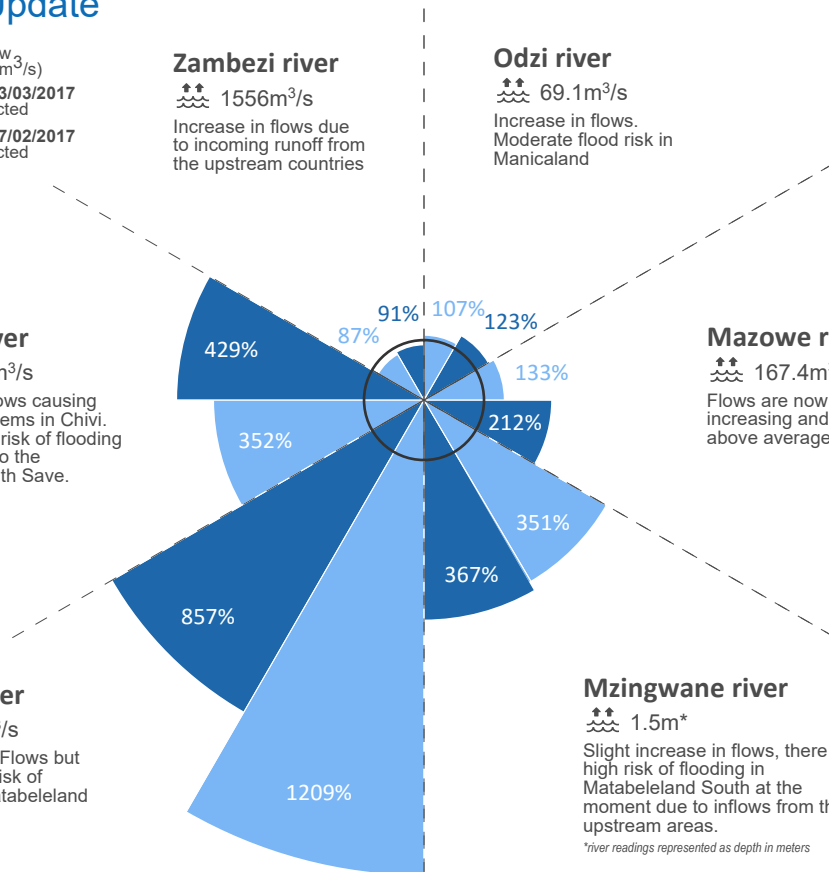 Update
w
m3/s)
3/03/2017
cted
7/02/2017
cted
Zambezi river
1556m3/s
Increase in flows due
to incoming runoff from
the upstream countries
Odzi river
69.1m3/s
Increase in flows.
Moderate flood risk in
Manicaland
91%
107%
123%
87%
133%
429%
212%
352%
351%
367%
857%
1209%
ver
m3/s
ows causing
ems in Chivi.
risk of flooding
o the
th Save.
Mazowe r
167.4m
Flows are now
increasing and
above average
er
/s
Flows but
isk of
atabeleland
Mzingwane river
1.5m*
Slight increase in flows, there
high risk of flooding in
Matabeleland South at the
moment due to inflows from th
upstream areas.
*river readings represented as depth in meters